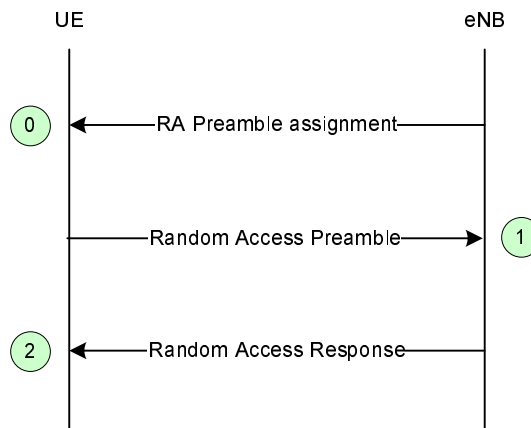 UE
eNB
0
RA Preamble assignment
Random Access Preamble
1
2
Random Access Response